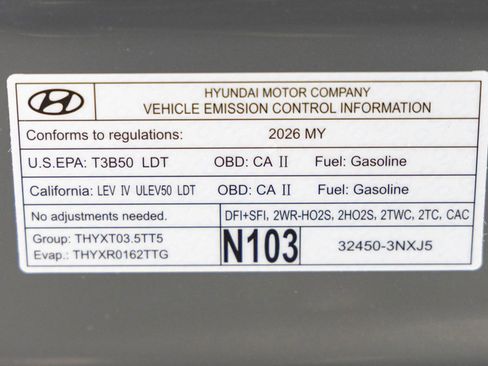 HYUNDAI MOTOR COMPANY
VEHICLE EMISSION CONTROL INFORMATION
Conforms to regulations: 2026 MY
U.S.EPA: T3B50 LDT OBD: CA II Fuel: Gasoline
California: LEV IV ULEV50 LDT OBD: CA II Fuel: Gasoline
No adjustments needed. DFI+SFI, 2WR-HO2S, 2HO2S, 2TWC, 2TC, CAC
Group: THYXT03.5TT5
Evap.: THYXR0162TTG
N103
32450-3NXJ5